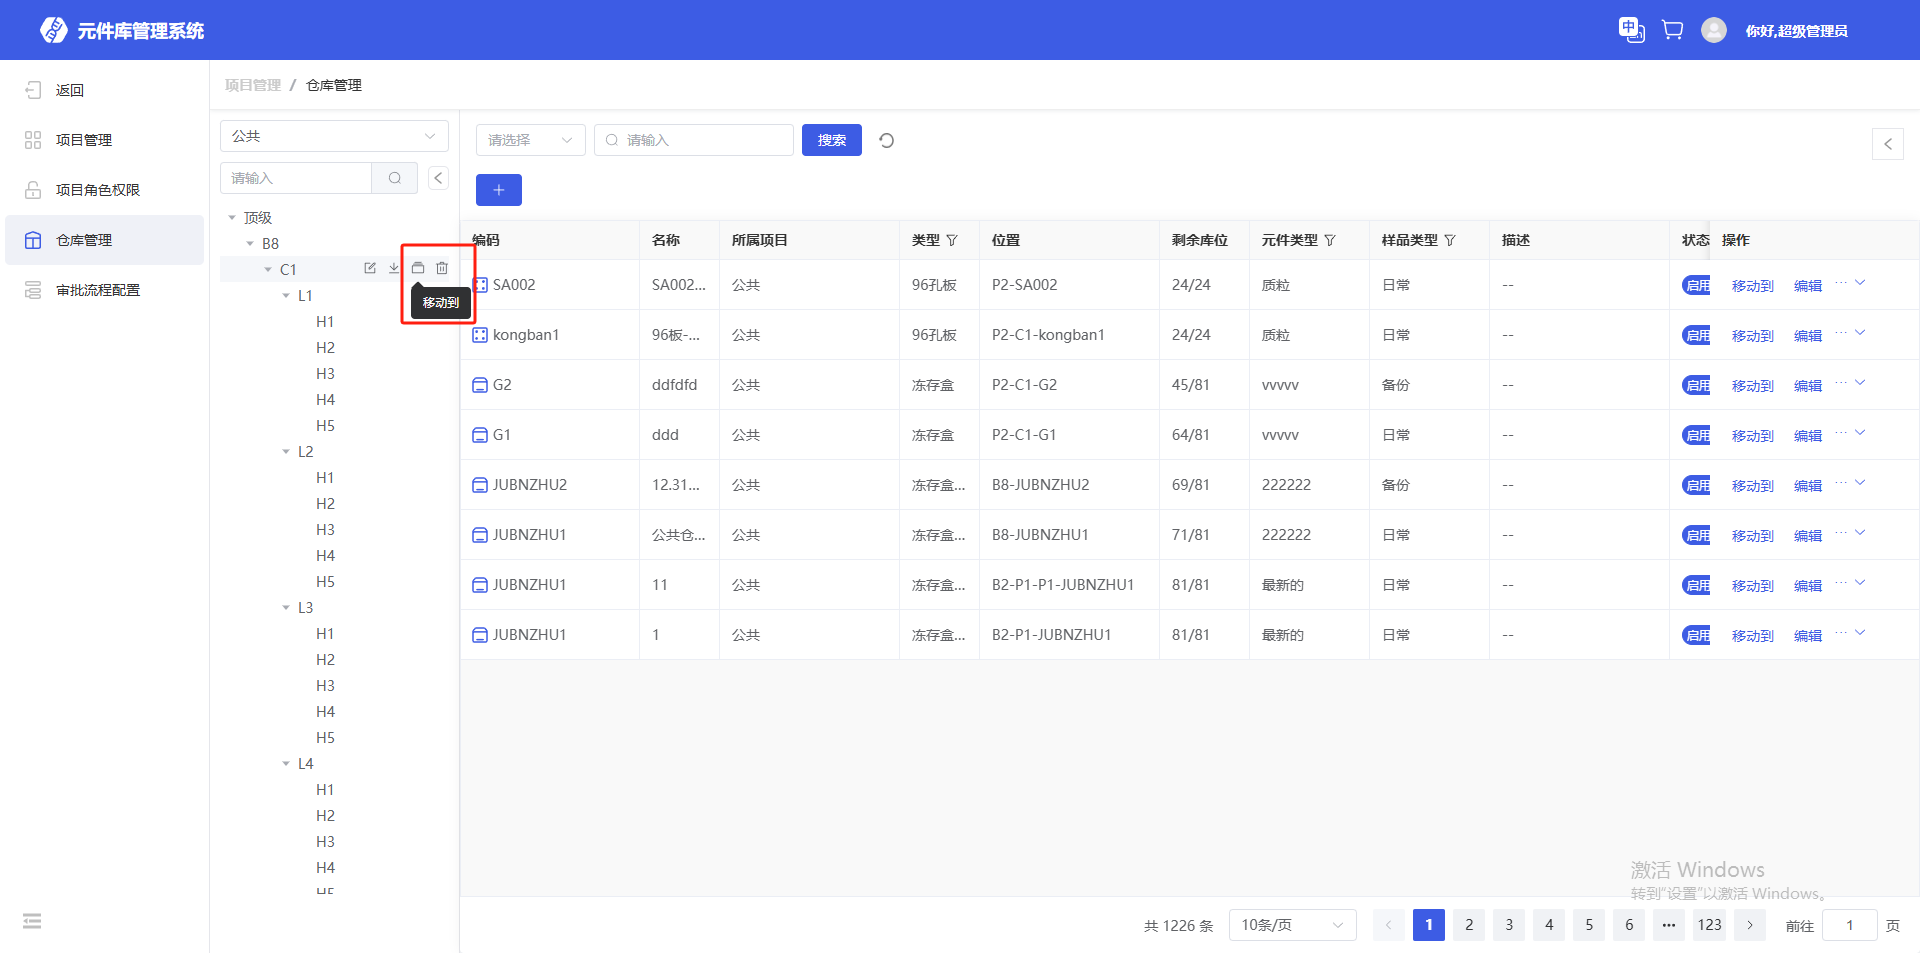 元件库管理系统
中
你好,超级管理员
返回
项目管理
项目角色权限
仓库管理
审批流程配置
项目管理 / 仓库管理
公共
请输入
顶级
B8
C1
移动到
L1
H1
H2
H3
H4
H5
L2
H1
H2
H3
H4
H5
L3
H1
H2
H3
H4
H5
L4
H1
H2
H3
H4
H5
请选择
请输入
搜索
编码 名称 所属项目 类型 位置 剩余库位 元件类型 样品类型 描述 状态 操作
SA002 SA002... 公共 96孔板 P2-SA002 24/24 质粒 日常 -- 启用 移动到 编辑 ...
kongban1 96板-... 公共 96孔板 P2-C1-kongban1 24/24 质粒 日常 -- 启用 移动到 编辑 ...
G2 ddfdfd 公共 冻存盒 P2-C1-G2 45/81 vvvvv 备份 -- 启用 移动到 编辑 ...
G1 ddd 公共 冻存盒 P2-C1-G1 64/81 vvvvv 日常 -- 启用 移动到 编辑 ...
JUBNZHU2 12.31... 公共 冻存盒... B8-JUBNZHU2 69/81 222222 备份 -- 启用 移动到 编辑 ...
JUBNZHU1 公共仓... 公共 冻存盒... B8-JUBNZHU1 71/81 222222 日常 -- 启用 移动到 编辑 ...
JUBNZHU1 11 公共 冻存盒... B2-P1-P1-JUBNZHU1 81/81 最新的 日常 -- 启用 移动到 编辑 ...
JUBNZHU1 1 公共 冻存盒... B2-P1-JUBNZHU1 81/81 最新的 日常 -- 启用 移动到 编辑 ...
激活 Windows
转到"设置"以激活 Windows。
共 1226 条 10条/页 < 1 2 3 4 5 6 ... 123 > 前往 1 页